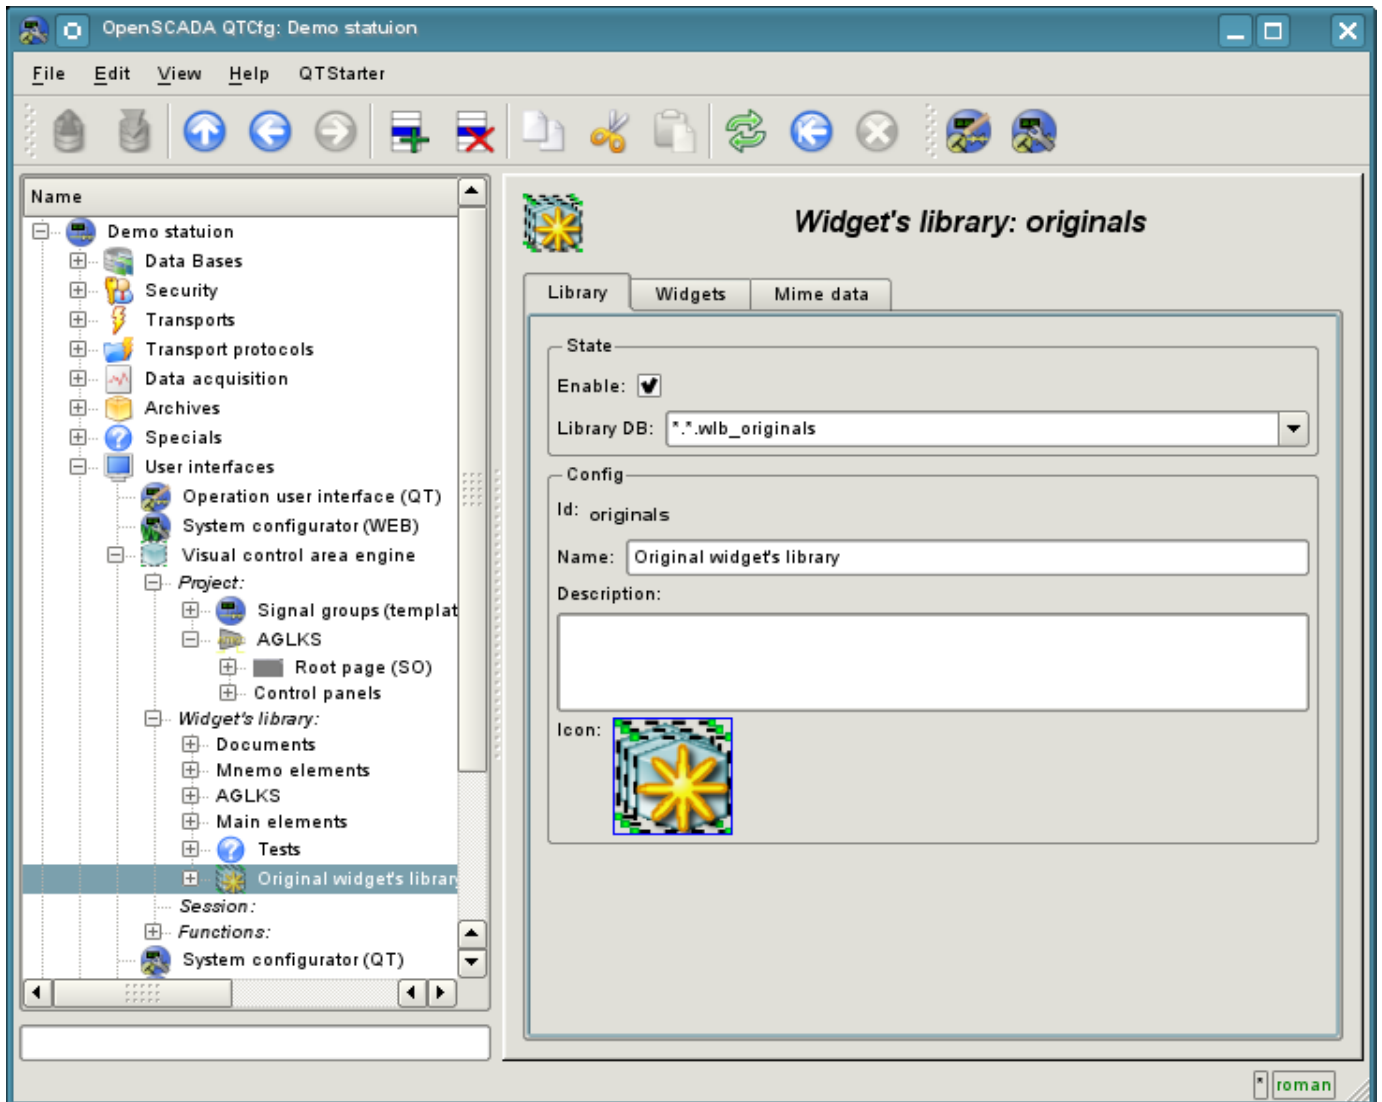 OpenSCADA QTCfg: Demo statuion
File Edit View Help QTStarter
Name
Demo statuion
Data Bases
Security
Transports
Transport protocols
Data acquisition
Archives
Specials
User interfaces
Operation user interface (QT)
System configurator (WEB)
Visual control area engine
Project:
Signal groups (templat
AGLKS
Root page (SO)
Control panels
Widget's library:
Documents
Mnemo elements
AGLKS
Main elements
Tests
Original widget's librar
Session:
Functions:
System configurator (QT)
Widget's library: originals
Library Widgets Mime data
State
Enable:
Library DB: *.*.wlb_originals
Config
Id: originals
Name: Original widget's library
Description:
Icon:
* roman